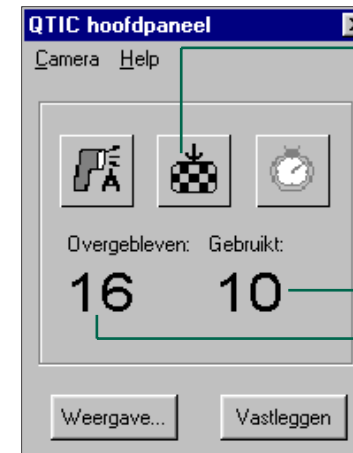 QTIC hoofdpaneel
Camera Help
A
Overgebleven: Gebruikt:
16 10
Weergave... Vastleggen